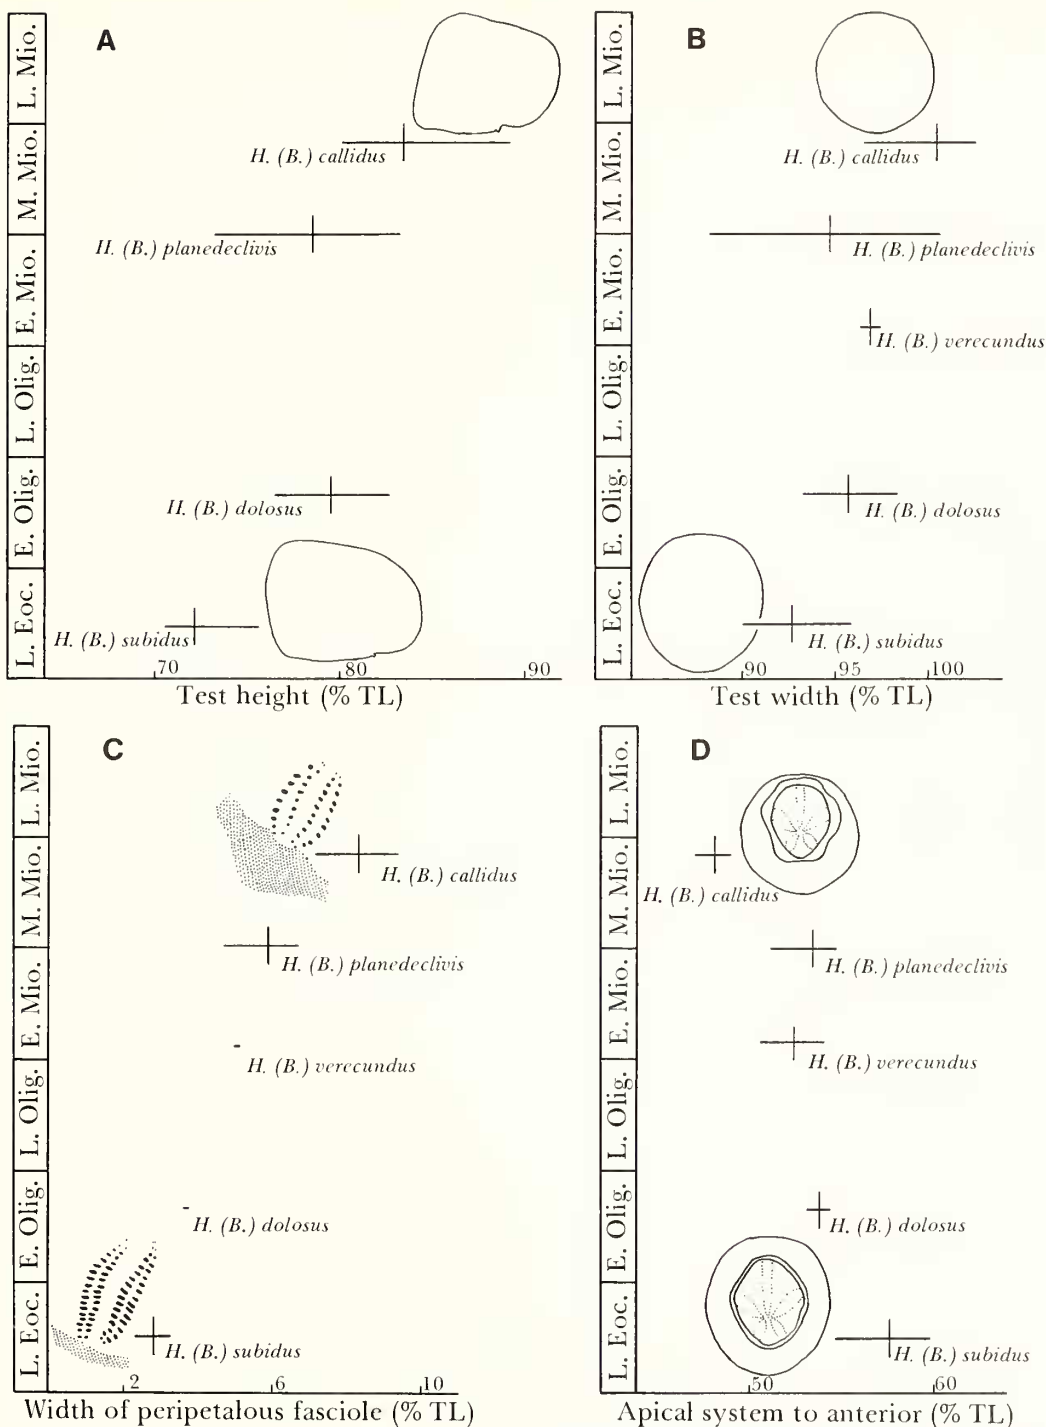 A
L. Mio.
M. Mio.
E. Mio.
L. Olig.
E. Olig.
L. Eoc.
H. (B.) callidus
H. (B.) planedeclivis
H. (B.) dolosus
H. (B.) subidus
70 80 90
Test height (% TL)
B
L. Mio.
M. Mio.
E. Mio.
L. Olig.
E. Olig.
L. Eoc.
H. (B.) callidus
H. (B.) planedeclivis
H. (B.) verecundus
H. (B.) dolosus
H. (B.) subidus
90 95 100
Test width (% TL)
C
L. Mio.
M. Mio.
E. Mio.
L. Olig.
E. Olig.
L. Eoc.
H. (B.) callidus
H. (B.) planedeclivis
H. (B.) verecundus
H. (B.) dolosus
H. (B.) subidus
2 6 10
Width of peripetalous fasciole (% TL)
D
L. Mio.
M. Mio.
E. Mio.
L. Olig.
E. Olig.
L. Eoc.
H. (B.) callidus
H. (B.) planedeclivis
H. (B.) verecundus
H. (B.) dolosus
H. (B.) subidus
50 60
Apical system to anterior (% TL)